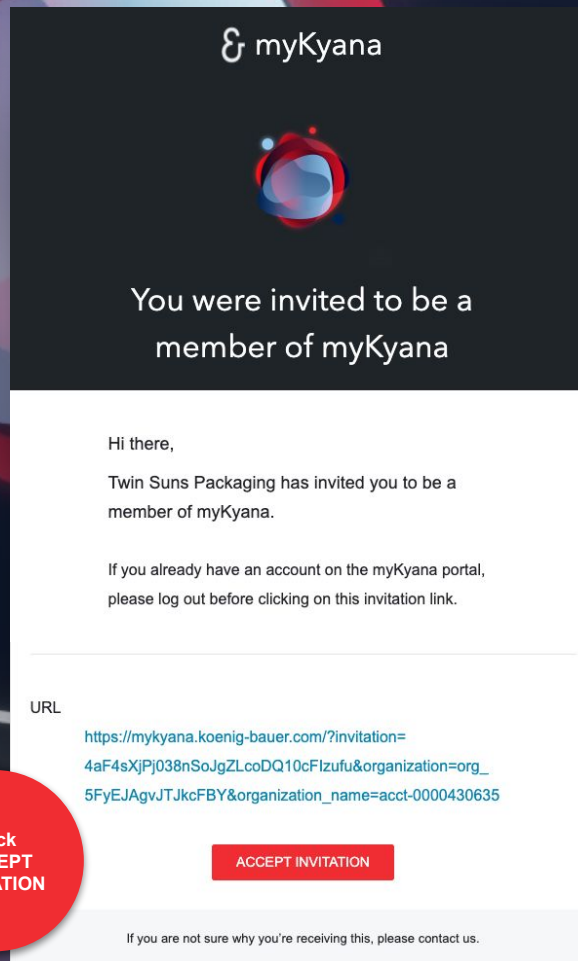 & myKyana
You were invited to be a
member of myKyana
Hi there,
Twin Suns Packaging has invited you to be a
member of myKyana.
If you already have an account on the myKyana portal,
please log out before clicking on this invitation link.
URL
https://mykyana.koenig-bauer.com/?invitation=
4aF4sXjPj038nSoJgZLcoDQ10cFIzufu&organization=org_
5FyEJAgvJTJkcFBY&organization_name=acct-0000430635
ck
EPT
ATION
ACCEPT INVITATION
If you are not sure why you’re receiving this, please contact us.